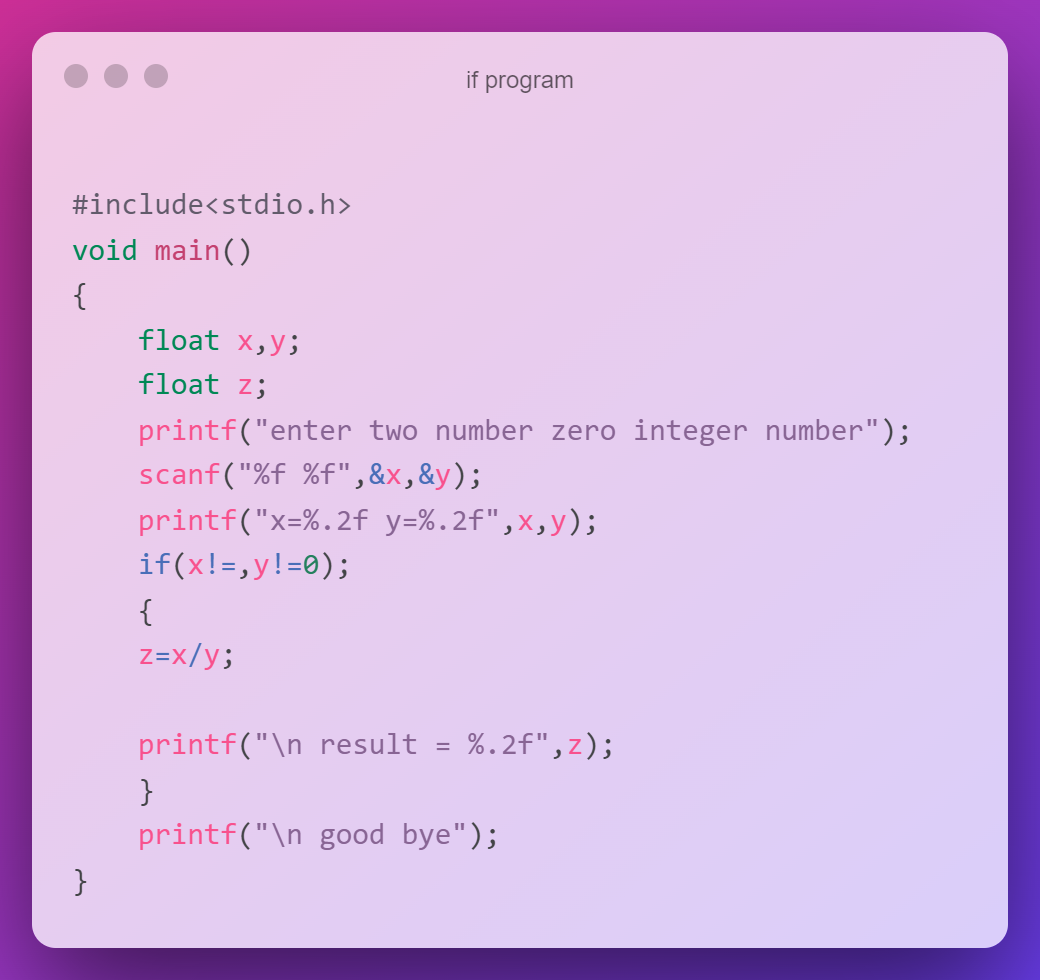 if program
#include<stdio.h>
void main()
{
    float x,y;
    float z;
    printf("enter two number zero integer number");
    scanf("%f %f",&x,&y);
    printf("x=%.2f y=%.2f",x,y);
    if(x!=,y!=0);
    {
    z=x/y;

    printf("\n result = %.2f",z);
    }
    printf("\n good bye");
}